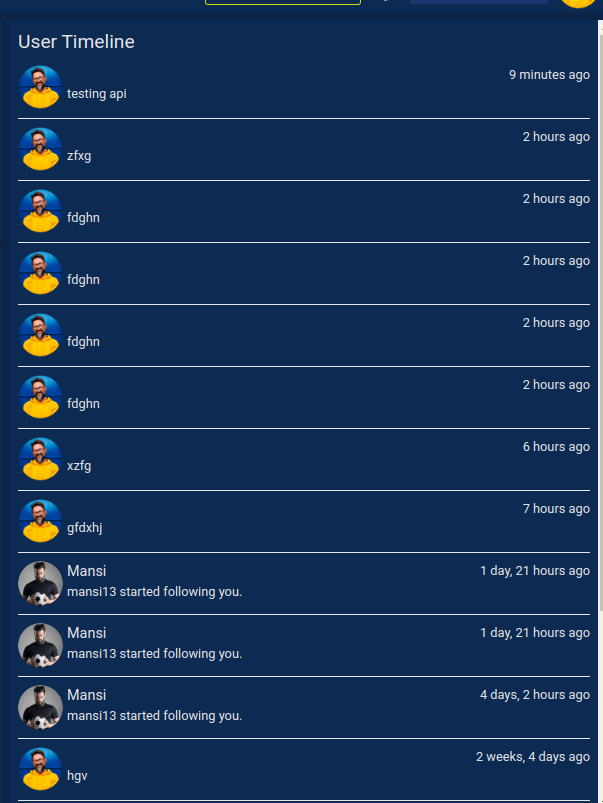 User Timeline
9 minutes ago
testing api
2 hours ago
zfxg
2 hours ago
fdghn
2 hours ago
fdghn
2 hours ago
fdghn
2 hours ago
fdghn
6 hours ago
xzfg
7 hours ago
gfdxhj
Mansi 1 day, 21 hours ago
mansi13 started following you.
Mansi 1 day, 21 hours ago
mansi13 started following you.
Mansi 4 days, 2 hours ago
mansi13 started following you.
2 weeks, 4 days ago
hgv